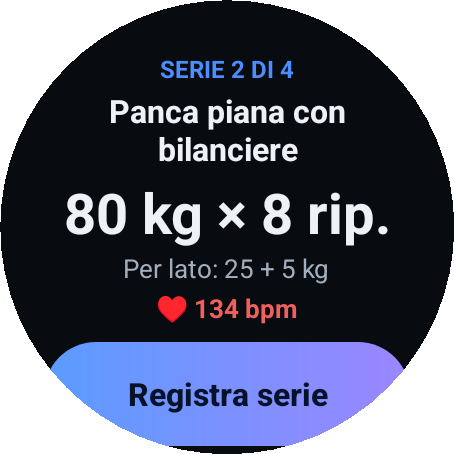 SERIE 2 DI 4
Panca piana con
bilanciere
80 kg × 8 rip.
Per lato: 25 + 5 kg
❤️ 134 bpm
Registra serie